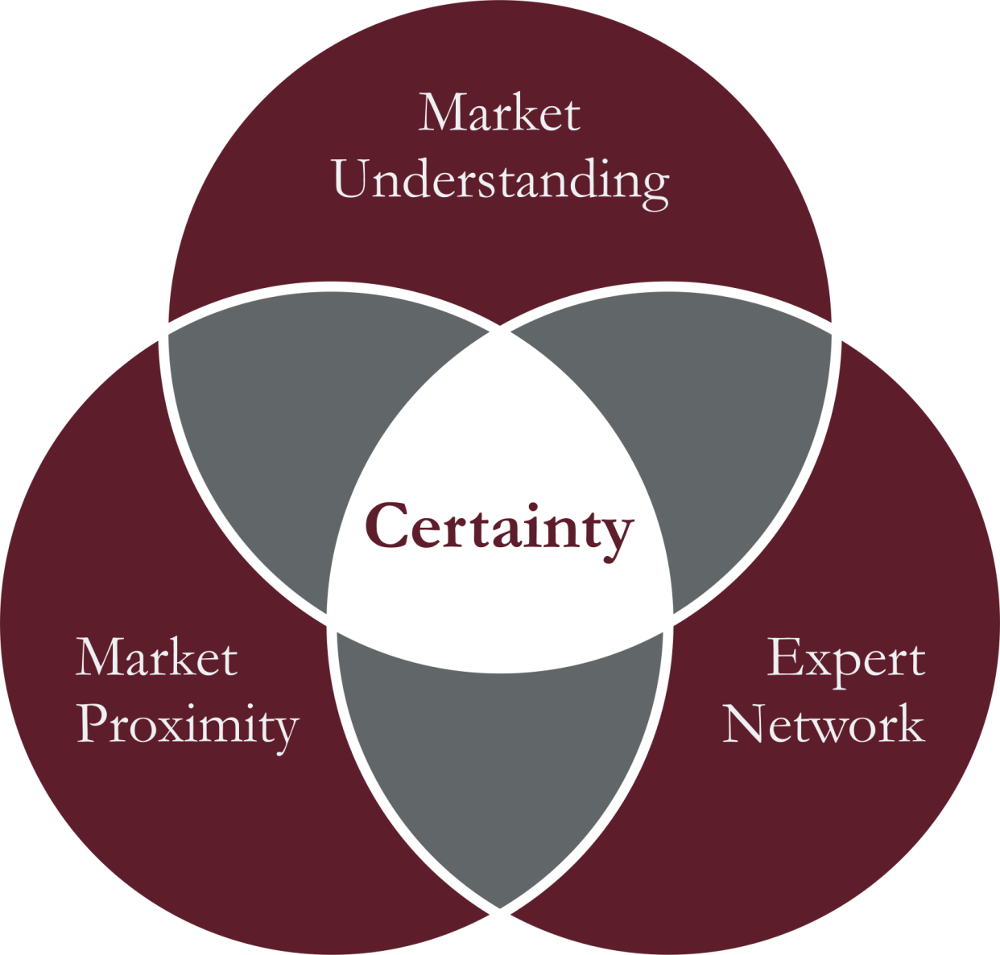 Market
Understanding
Certainty
Market
Proximity
Expert
Network